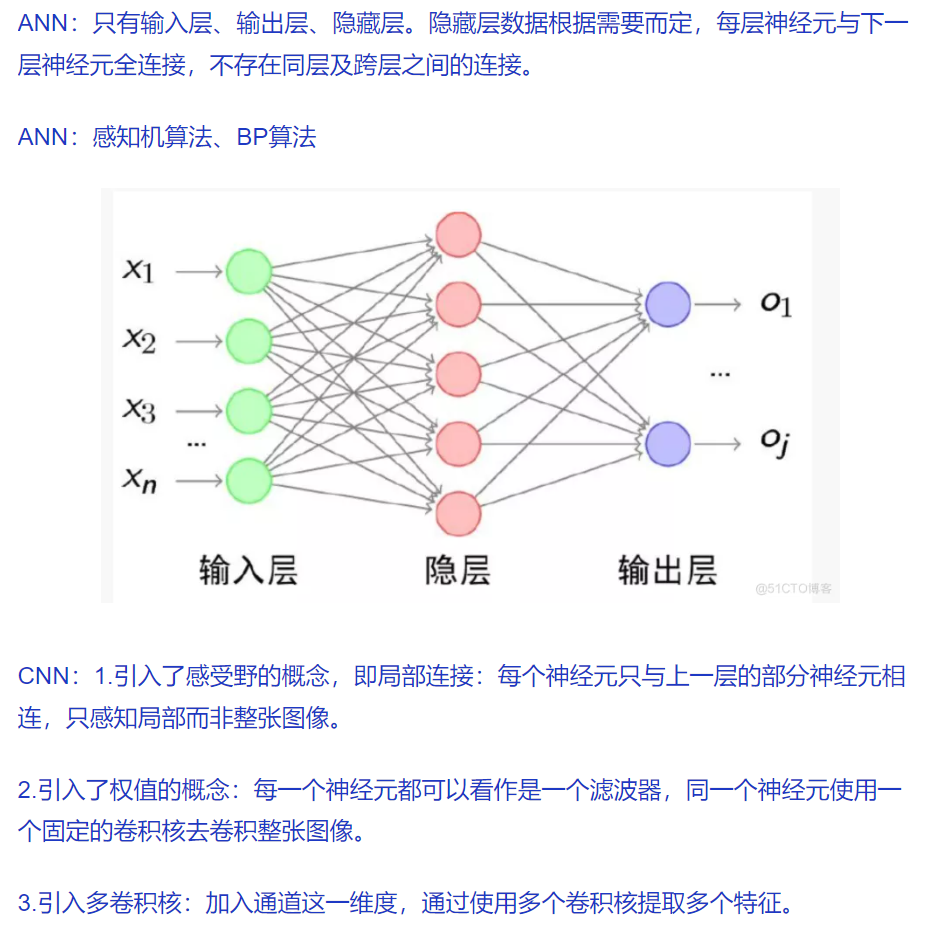 ANN：只有输入层、输出层、隐藏层。隐藏层数据根据需要而定，每层神经元与下一
层神经元全连接，不存在同层及跨层之间的连接。
ANN：感知机算法、BP算法
x1
x2
x3
...
xn
o1
...
oj
输入层 隐层 输出层
@51CTO博客
CNN：1.引入了感受野的概念，即局部连接：每个神经元只与上一层的部分神经元相
连，只感知局部而非整张图像。
2.引入了权值的概念：每一个神经元都可以看作是一个滤波器，同一个神经元使用一
个固定的卷积核去卷积整张图像。
3.引入多卷积核：加入通道这一维度，通过使用多个卷积核提取多个特征。